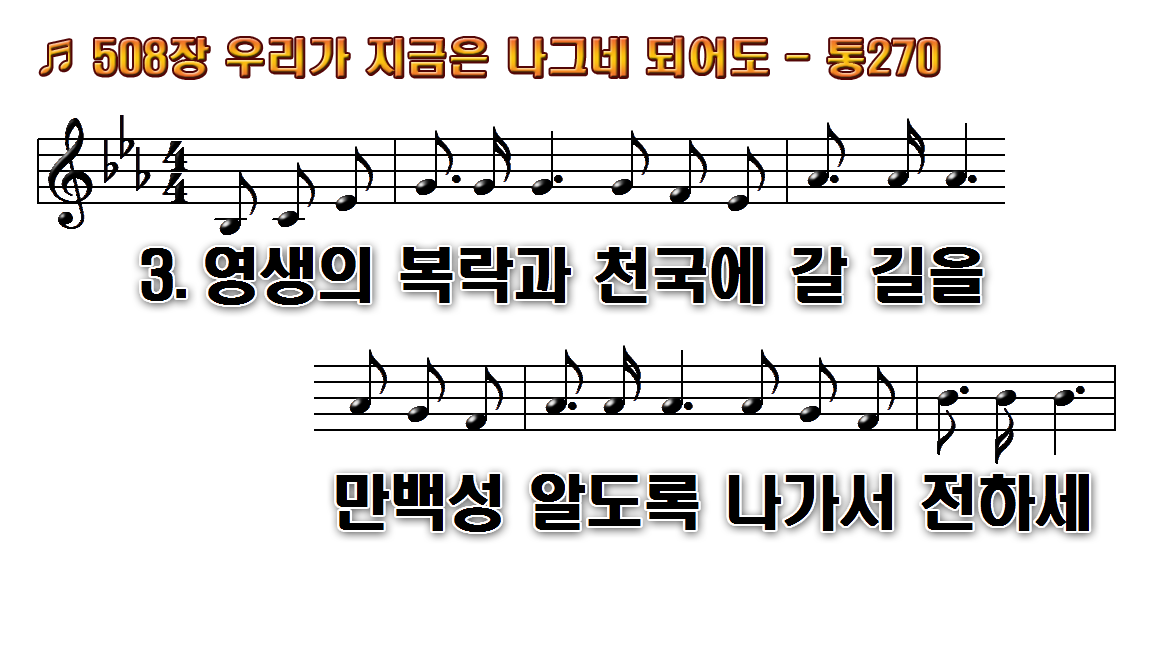 508장 우리가 지금은 나그네 되어도 - 통270
3. 영생의 복락과 천국에 갈 길을
만백성 알도록 나가서 전하세